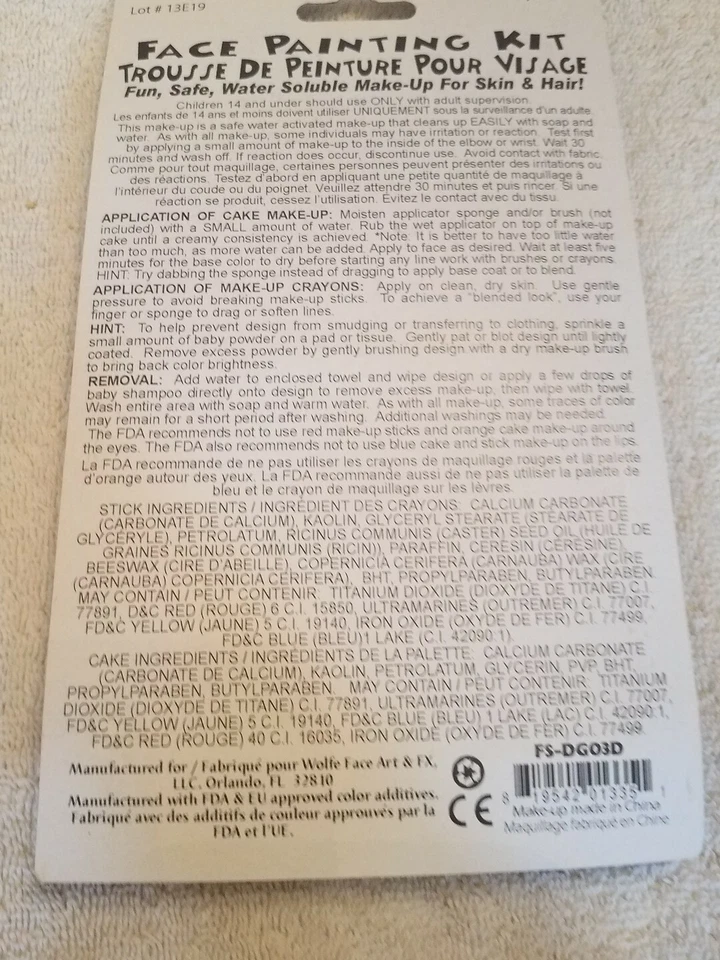 Lot # 13E19
FACE PAINTING KIT
TROUSSE DE PEINTURE POUR VISAGE
Fun, Safe, Water Soluble Make-Up For Skin & Hair!
Children 14 and under should use ONLY with adult supervision.
Les enfants de 14 ans et moins doivent utiliser UNIQUEMENT sous la surveillance d'un adulte.
This make-up is a safe water activated make-up that cleans up EASILY with soap and
water. As with all make-up, some individuals may have irritation or reaction. Test first
by applying a small amount of make-up to the inside of the elbow or wrist. Wait 30
minutes and wash off. If reaction does occur, discontinue use. Avoid contact with fabric.
Comme pour tout maquillage, certaines personnes peuvent présenter des irritations ou
des réactions. Testez d'abord en appliquant une petite quantité de maquillage à
l'intérieur du coude ou du poignet. Veuillez attendre 30 minutes et puis rincer. Si une
réaction se produit, cessez l'utilisation. Évitez le contact avec du tissu.
APPLICATION OF CAKE MAKE-UP: Moisten applicator sponge and/or brush (not
included) with a SMALL amount of water. Rub the wet applicator on top of make-up
cake until a creamy consistency is achieved. *Note: It is better to have too little water
than too much, as more water can be added. Apply to face as desired. Wait at least five
minutes for the base color to dry before starting any line work with brushes or crayons.
HINT: Try dabbing the sponge instead of dragging to apply base coat or to blend.
APPLICATION OF MAKE-UP CRAYONS: Apply on clean, dry skin. Use gentle
pressure to avoid breaking make-up sticks. To achieve a "blended look", use your
finger or sponge to drag or soften lines.
HINT: To help prevent design from smudging or transferring to clothing, sprinkle a
small amount of baby powder on a pad or tissue. Gently pat or blot design until lightly
coated. Remove excess powder by gently brushing design with a dry make-up brush
to bring back color brightness.
REMOVAL: Add water to enclosed towel and wipe design or apply a few drops of
baby shampoo directly onto design to remove excess make-up, then wipe with towel.
Wash entire area with soap and warm water. As with all make-up, some traces of color
may remain for a short period after washing. Additional washings may be needed.
The FDA recommends not to use red make-up sticks and orange cake make-up around
the eyes. The FDA also recommends not to use blue cake and stick make-up on the lips.
La FDA recommande de ne pas utiliser les crayons de maquillage rouges et la palette
d'orange autour des yeux. La FDA recommande aussi de ne pas utiliser la palette de
bleu et le crayon de maquillage sur les lèvres.
STICK INGREDIENTS / INGRÉDIENT DES CRAYONS: CALCIUM CARBONATE
(CARBONATE DE CALCIUM), KAOLIN, GLYCERYL STEARATE (STÉARATE DE
GLYCÉRYLE), PETROLATUM, RICINUS COMMUNIS (CASTER) SEED OIL (HUILE DE
GRAINES RICINUS COMMUNIS (RICIN)), PARAFFIN, CERESIN (CÉRÉSINE),
BEESWAX (CIRE D'ABEILLE), COPERNICIA CERIFERA (CARNAUBA) WAX (CIRE
(CARNAUBA) COPERNICIA CERIFERA), BHT, PROPYLPARABEN, BUTYLPARABEN.
MAY CONTAIN / PEUT CONTENIR: TITANIUM DIOXIDE (DIOXYDE DE TITANE) C.I.
77891, D&C RED (ROUGE) 6 C.I. 15850, ULTRAMARINES (OUTREMER) C.I. 77007,
FD&C YELLOW (JAUNE) 5 C.I. 19140, IRON OXIDE (OXYDE DE FER) C.I. 77499,
FD&C BLUE (BLEU)1 LAKE (C.I. 42090:1).
CAKE INGREDIENTS / INGRÉDIENTS DE LA PALETTE: CALCIUM CARBONATE
(CARBONATE DE CALCIUM), KAOLIN, PETROLATUM, GLYCERIN, PVP, BHT,
PROPYLPARABEN, BUTYLPARABEN. MAY CONTAIN / PEUT CONTENIR: TITANIUM
DIOXIDE (DIOXYDE DE TITANE) C.I. 77891, ULTRAMARINES (OUTREMER) C.I. 77007,
FD&C YELLOW (JAUNE) 5 C.I. 19140, FD&C BLUE (BLEU) 1 LAKE (LAC) C.I. 42090:1,
FD&C RED (ROUGE) 40 C.I. 16035, IRON OXIDE (OXYDE DE FER) C.I. 77499.
Manufactured for / Fabriqué pour Wolfe Face Art & FX,
LLC, Orlando, FL 32810
Manufactured with FDA & EU approved color additives.
Fabriqué avec des additifs de couleur approuvés par la
FDA et l'UE.
FS-DG03D
CE
8 19542 01335 1
Make-up made in China
Maquillage fabriqué en Chine